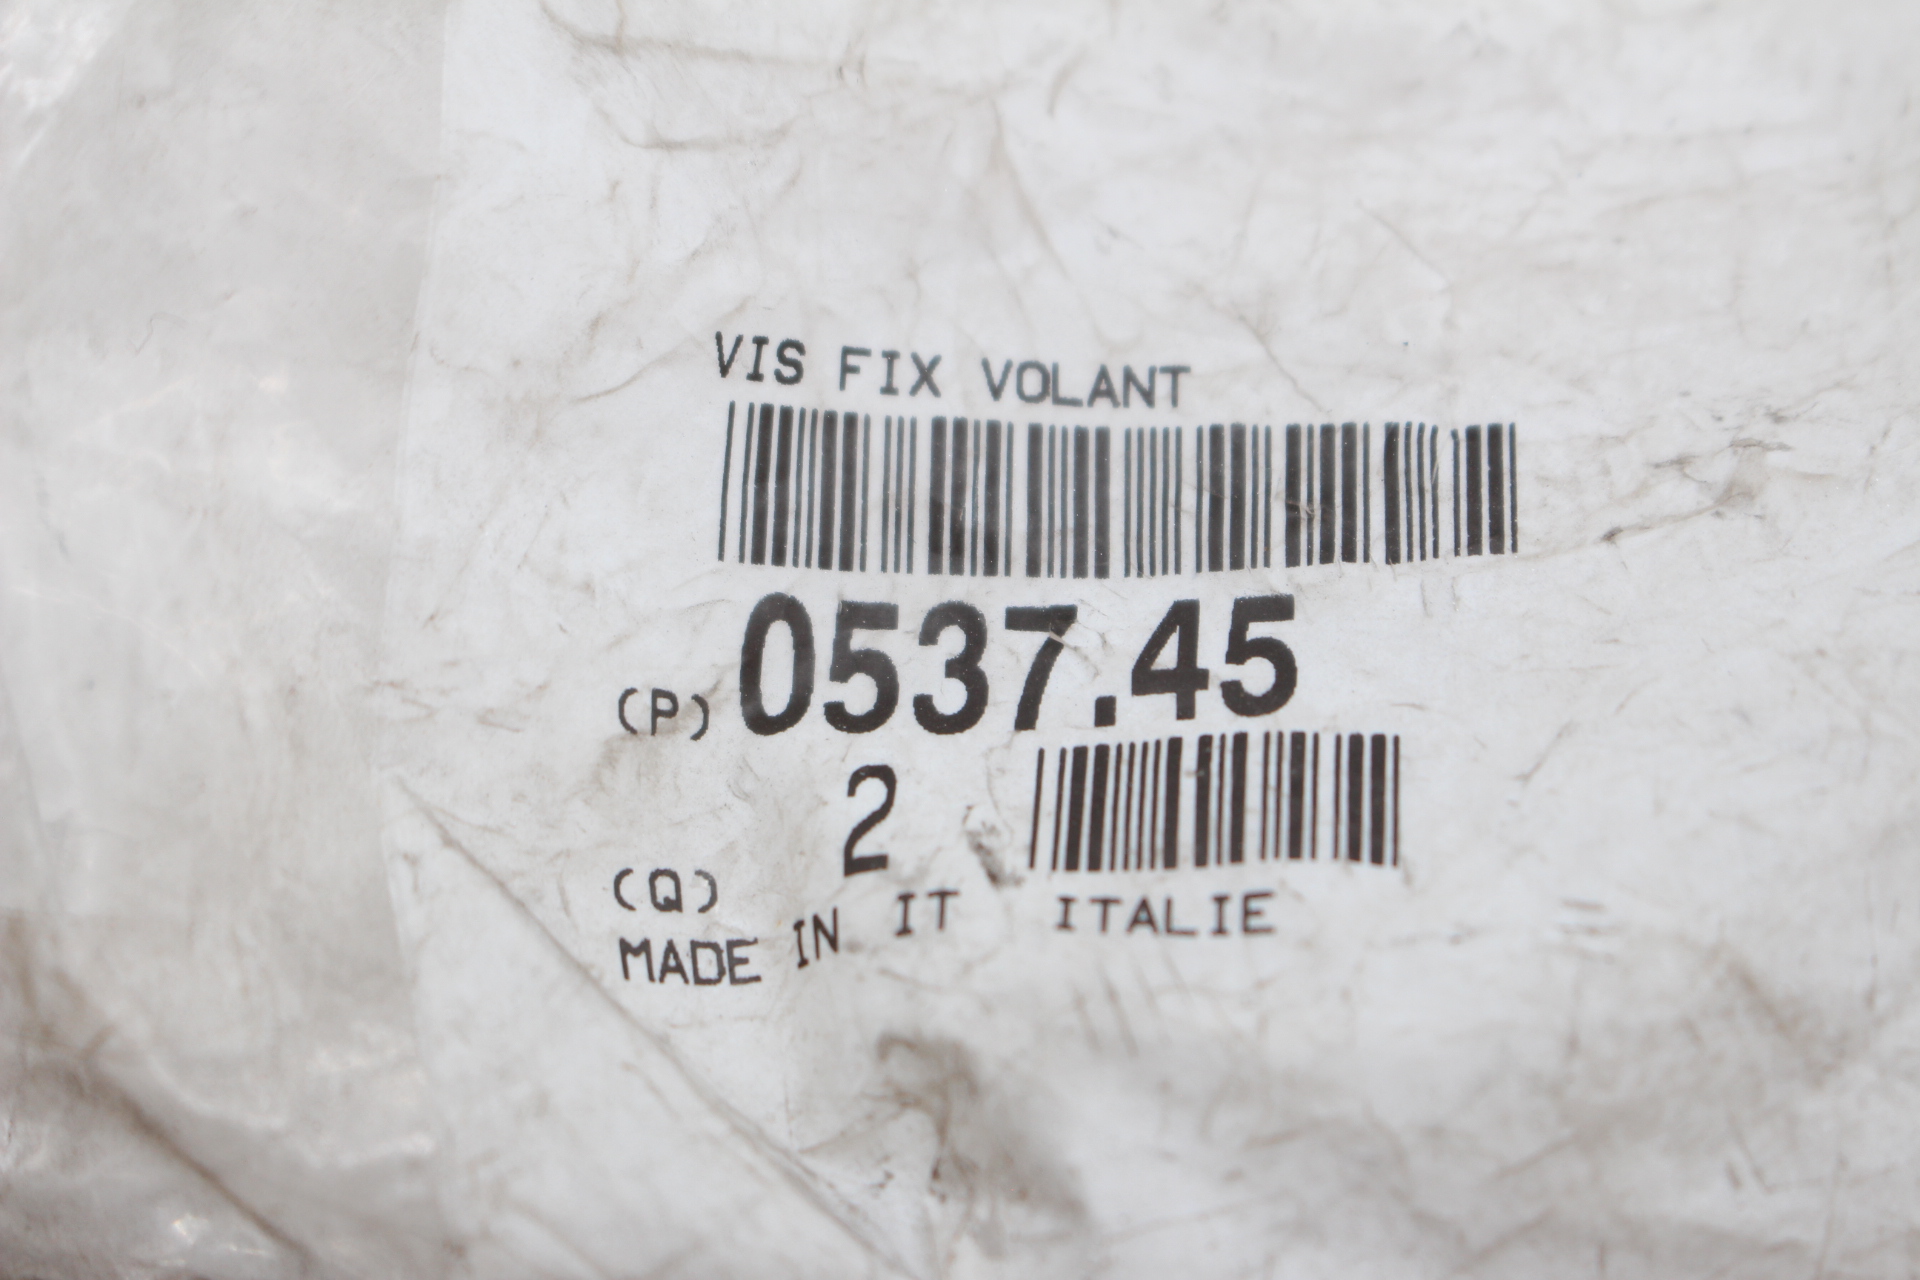 VIS FIX VOLANT
(P) 0537.45
(Q) 2
MADE IN IT ITALIE